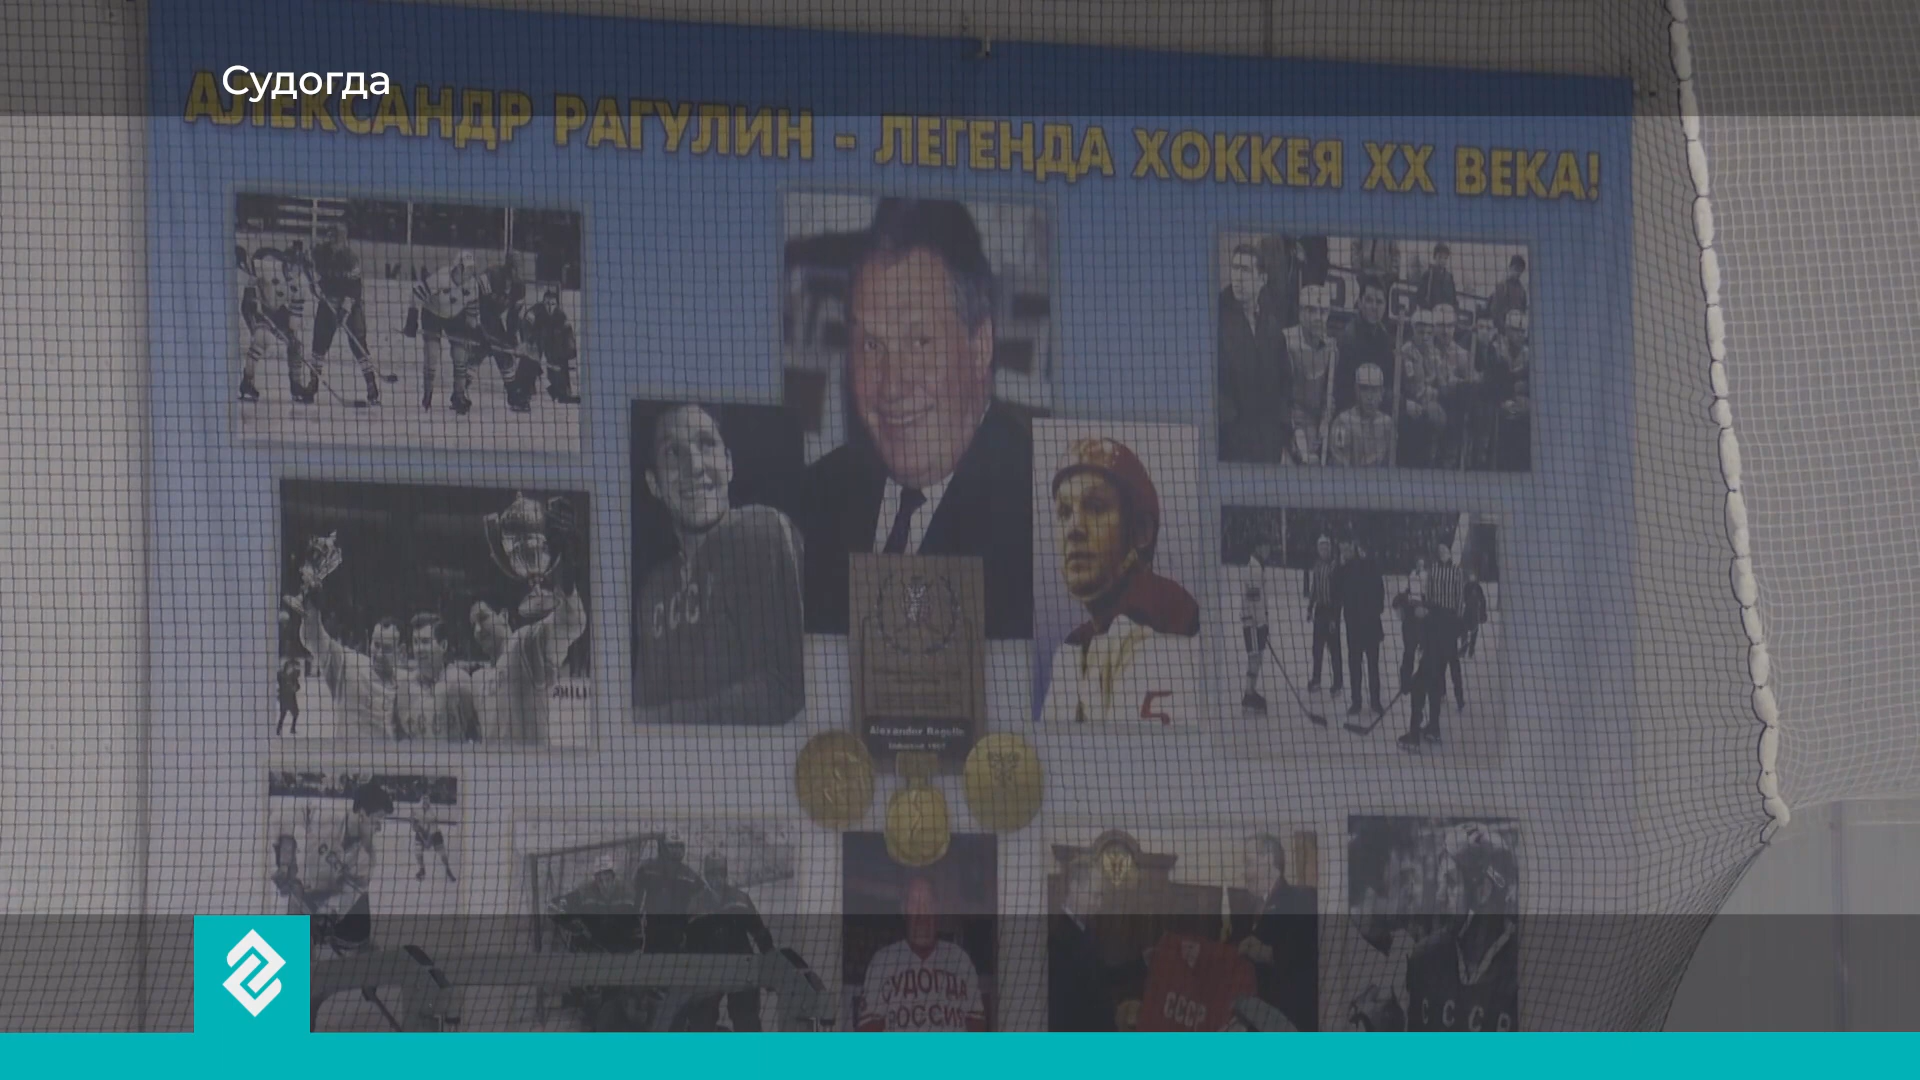 Судогда
АЛЕКСАНДР РАГУЛИН - ЛЕГЕНДА ХОККЕЯ XX ВЕКА!
СССР
5
Alexander Ragulin
СУДОГДА
РОССИЯ
СССР
СССР